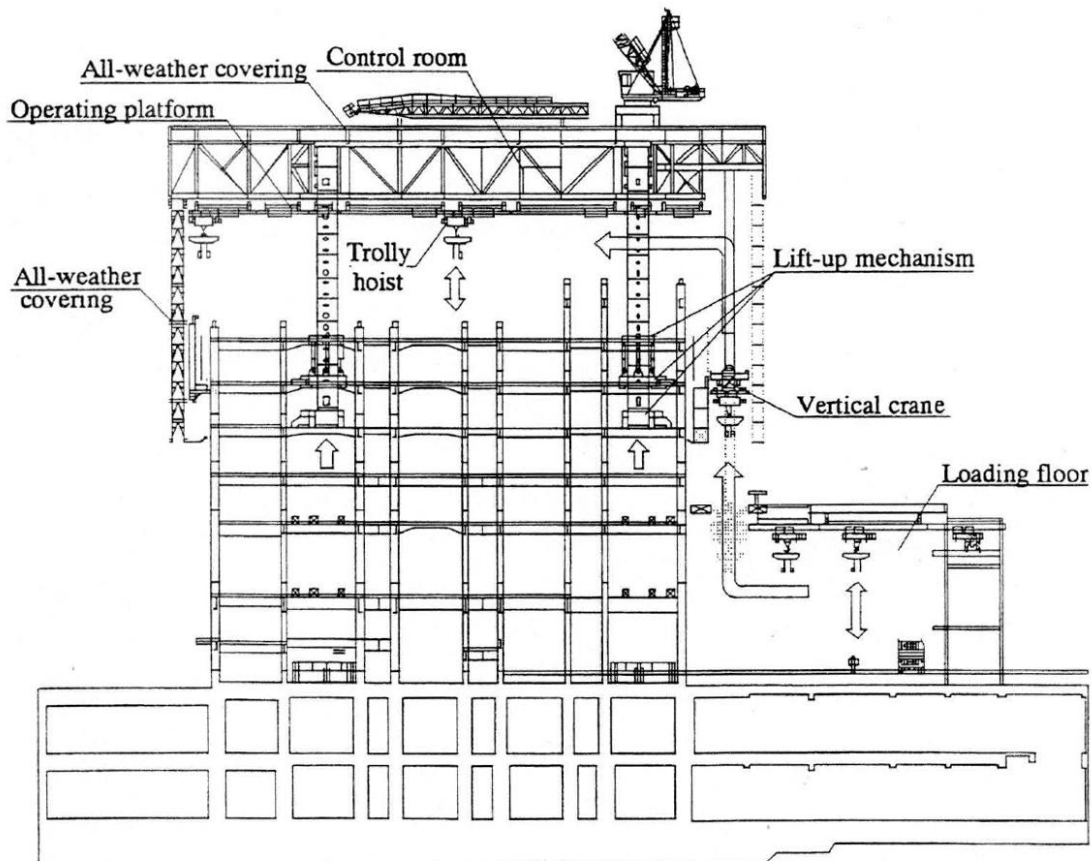 Control room
All-weather covering
Operating platform
Trolly
hoist
Lift-up mechanism
All-weather
covering
Vertical crane
Loading floor